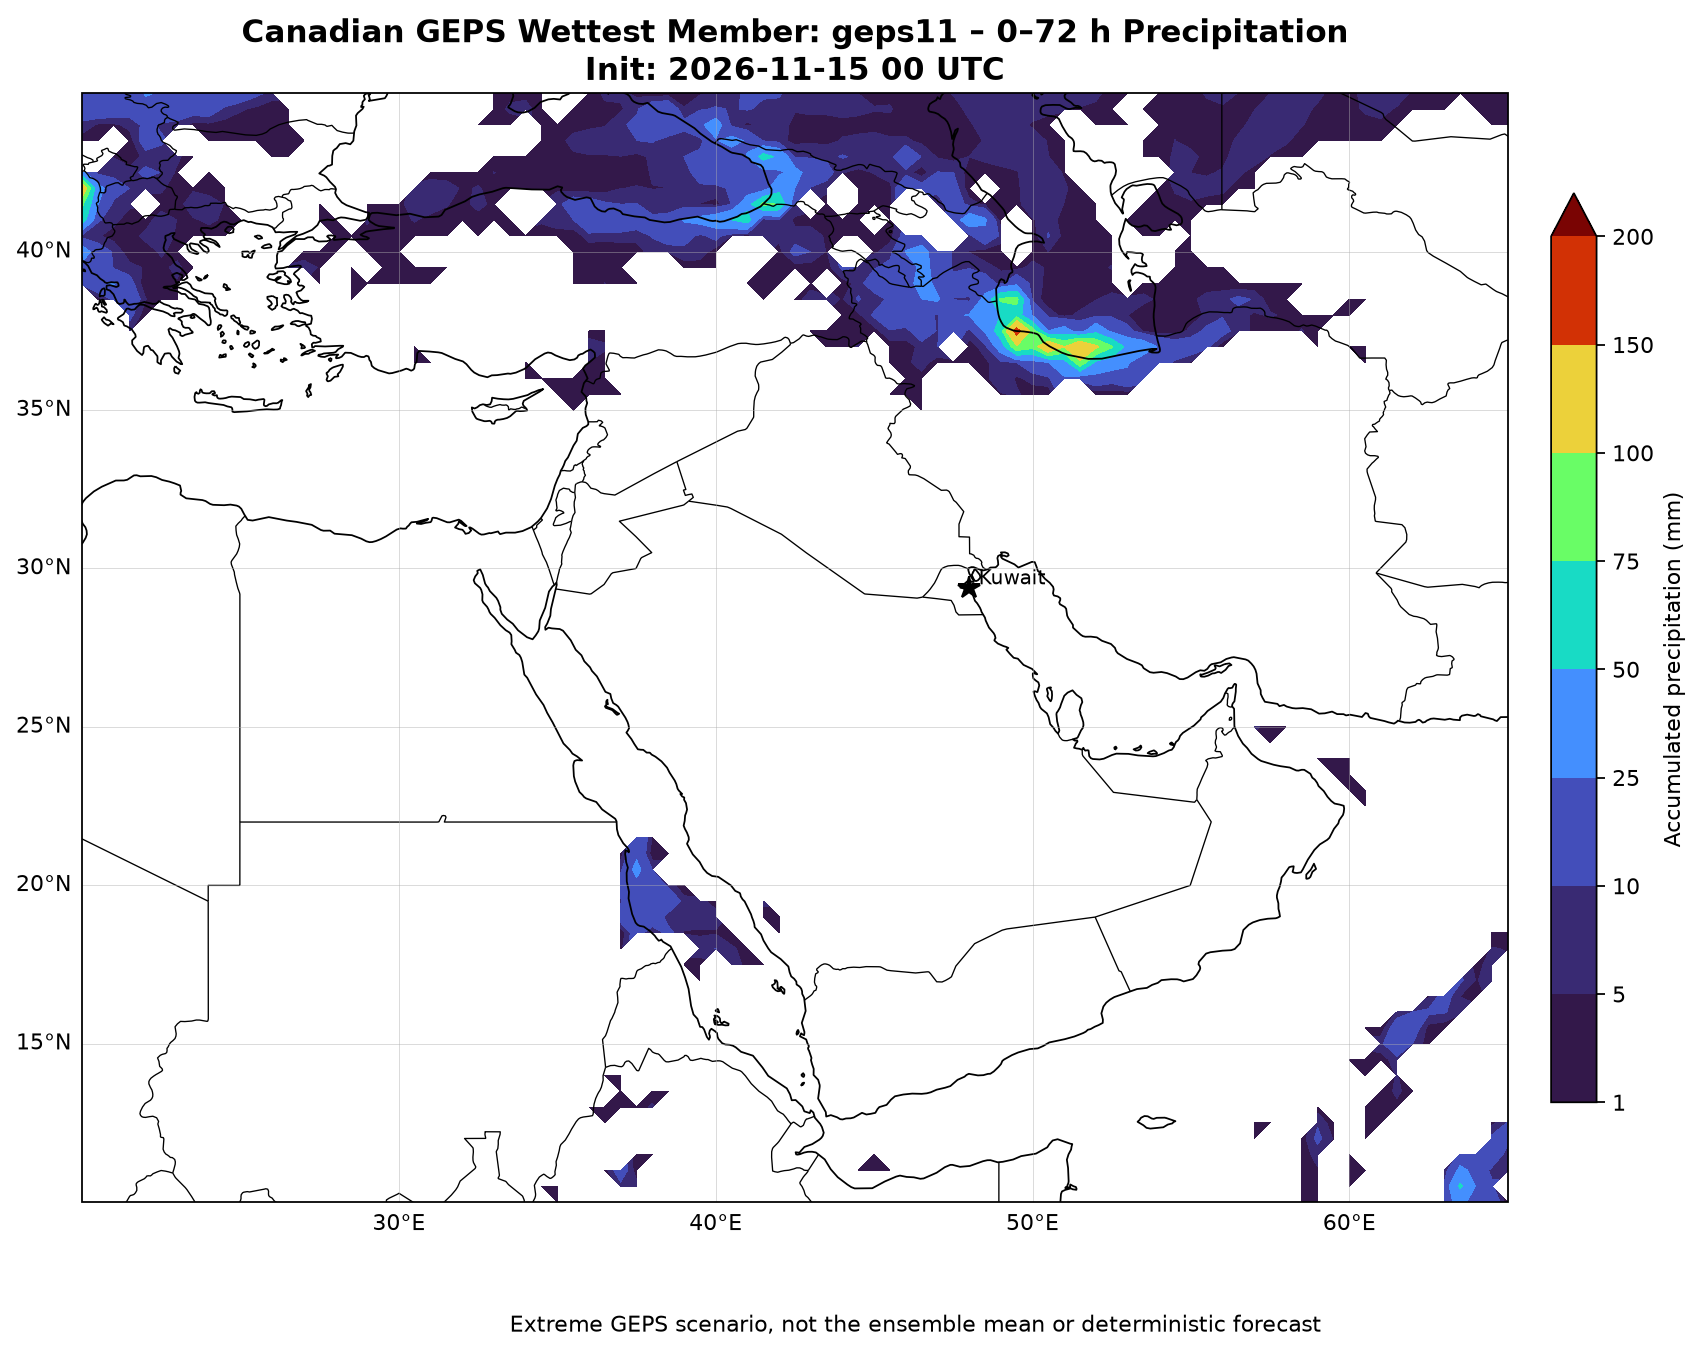 Canadian GEPS Wettest Member: geps11 – 0–72 h Precipitation
Init: 2026-11-15 00 UTC
40°N
35°N
30°N
25°N
20°N
15°N
Kuwait
30°E
40°E
50°E
60°E
200
150
100
75
50
25
10
5
1
Accumulated precipitation (mm)
Extreme GEPS scenario, not the ensemble mean or deterministic forecast